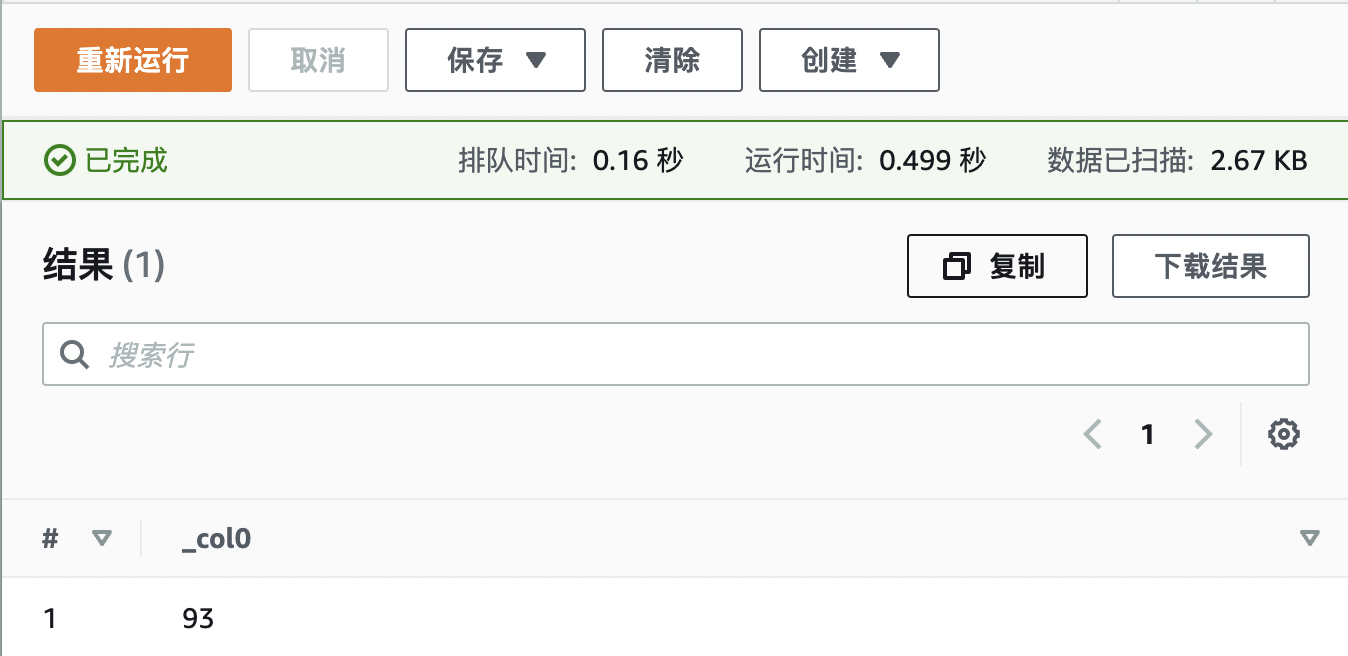 重新运行 取消 保存 清除 创建
已完成 排队时间: 0.16 秒 运行时间: 0.499 秒 数据已扫描: 2.67 KB
结果 (1) 复制 下载结果
搜索行
1
# _col0
1 93